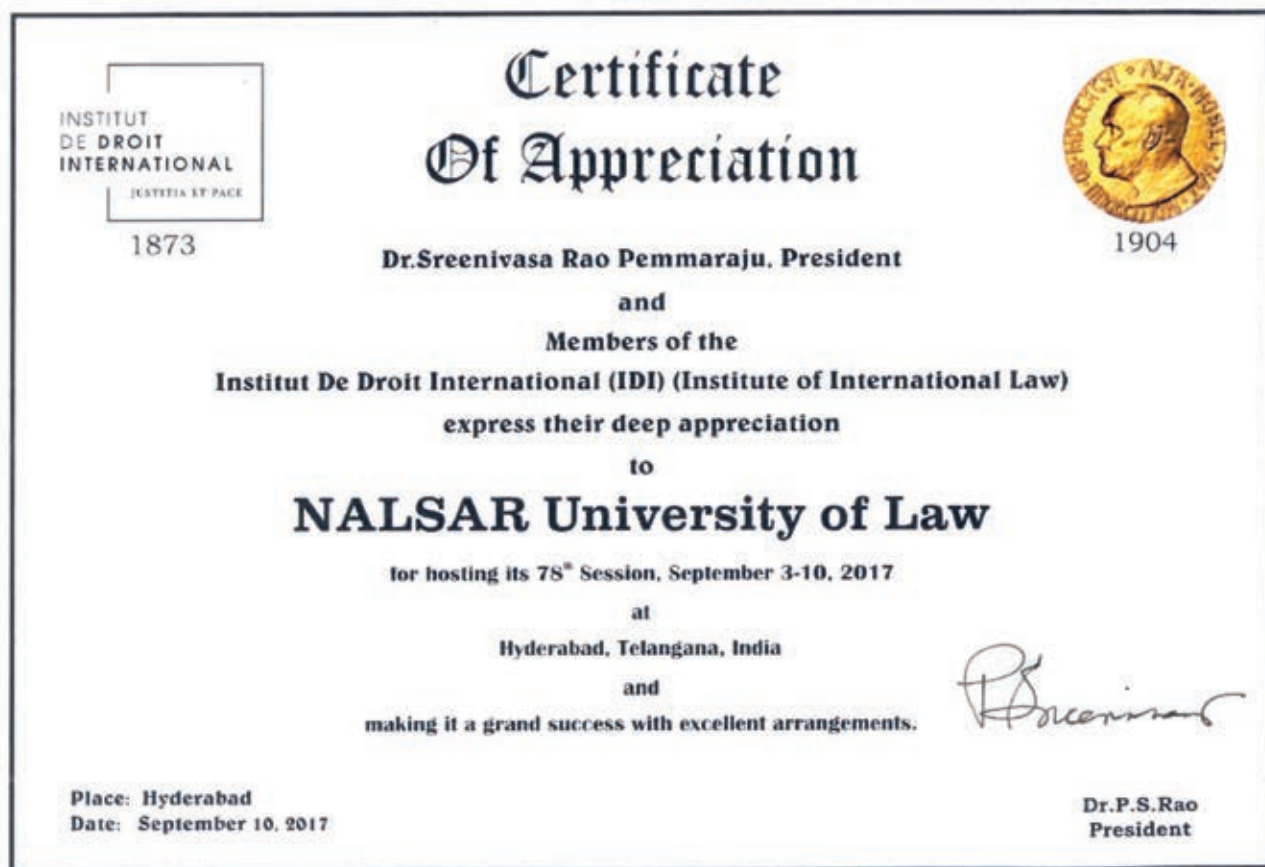 Certificate
Of Appreciation
INSTITUT
DE DROIT
INTERNATIONAL
JUSTITIA ET PACE
1873
1904
Dr.Sreenivasa Rao Pemmaraju, President
and
Members of the
Institut De Droit International (IDI) (Institute of International Law)
express their deep appreciation
to
NALSAR University of Law
for hosting its 78th Session, September 3-10, 2017
at
Hyderabad, Telangana, India
and
making it a grand success with excellent arrangements.
Place: Hyderabad
Date: September 10, 2017
Dr.P.S.Rao
President